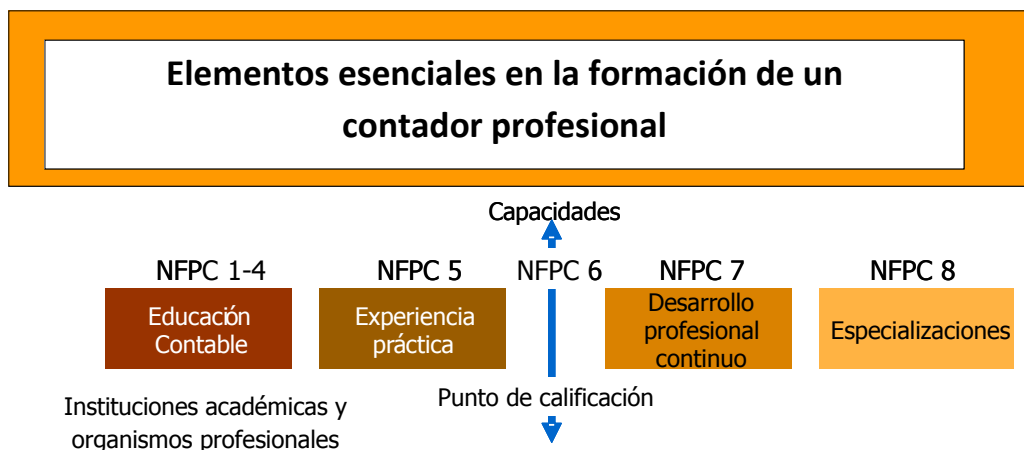 Elementos esenciales en la formación de un
contador profesional
Capacidades
NFPC 1-4
NFPC 5
NFPC 6
NFPC 7
NFPC 8
Educación
Contable
Experiencia
práctica
Desarrollo
profesional
continuo
Especializaciones
Instituciones académicas y
organismos profesionales
Punto de calificación